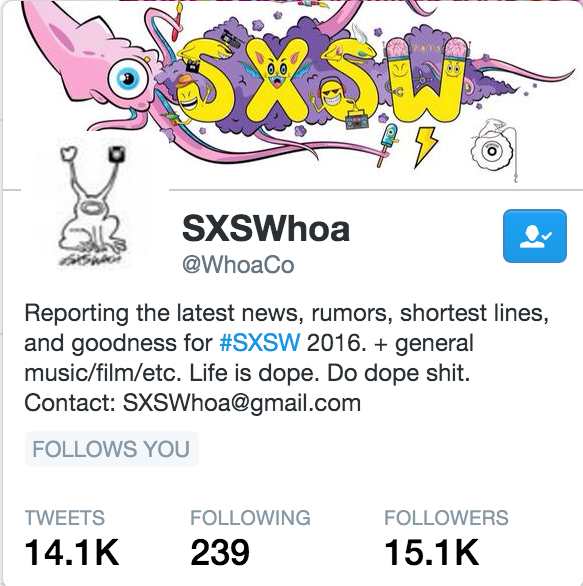 SXSW
SXSWhoa
@WhoaCo
Reporting the latest news, rumors, shortest lines,
and goodness for #SXSW 2016. + general
music/film/etc. Life is dope. Do dope shit.
Contact: SXSWhoa@gmail.com
FOLLOWS YOU
TWEETS FOLLOWING FOLLOWERS
14.1K 239 15.1K